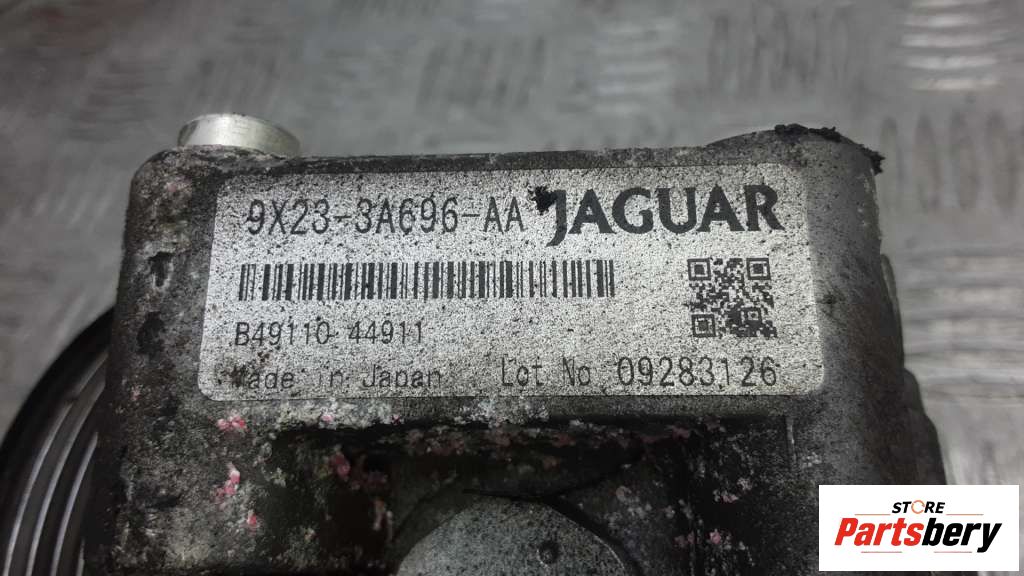 9X23-3A696-AA JAGUAR
B49110-44911
Made in Japan Lot No 09283126
STORE
Partsbery